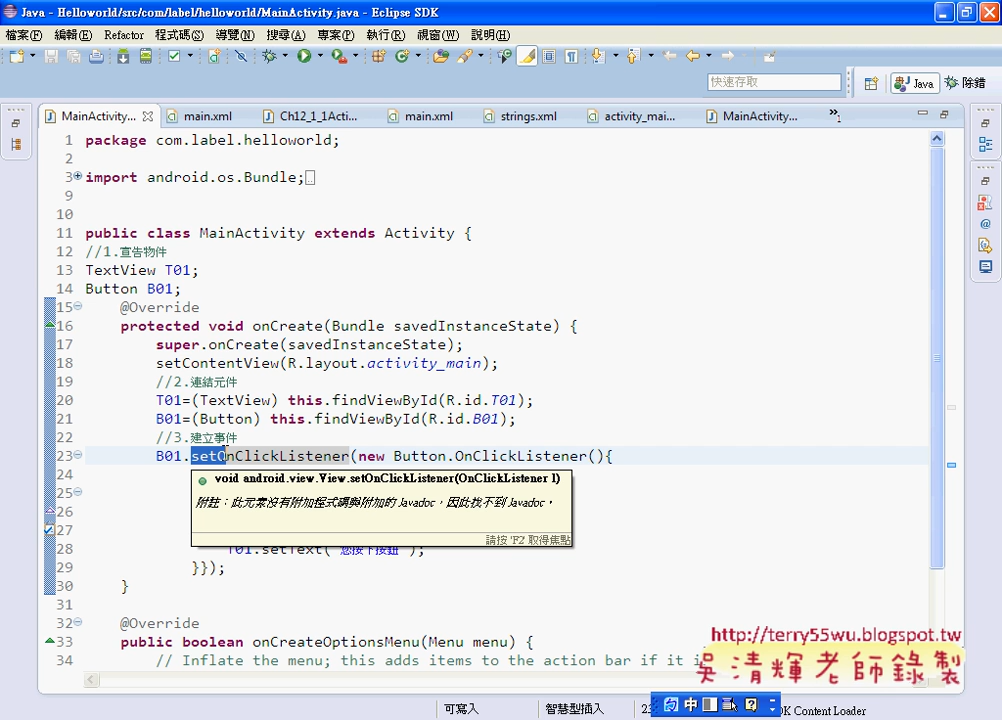 Java - Helloworld/src/com/label/helloworld/MainActivity.java - Eclipse SDK
檔案(F) 編輯(E) Refactor 程式碼(S) 導覽(N) 搜尋(A) 專案(P) 執行(R) 視窗(W) 說明(H)
快速存取 Java 除錯
MainActivity... main.xml Ch12_1_1Acti... main.xml strings.xml activity_mai... MainActivity... »1
1 package com.label.helloworld;
2
3 import android.os.Bundle;
9
10
11 public class MainActivity extends Activity {
12 //1.宣告物件
13 TextView T01;
14 Button B01;
15 @Override
16 protected void onCreate(Bundle savedInstanceState) {
17 super.onCreate(savedInstanceState);
18 setContentView(R.layout.activity_main);
19 //2.連結元件
20 T01=(TextView) this.findViewById(R.id.T01);
21 B01=(Button) this.findViewById(R.id.B01);
22 //3.建立事件
23 B01.setOnClickListener(new Button.OnClickListener(){
24
void android.view.View.setOnClickListener(OnClickListener l)
25
附註：此元素沒有附加程式碼與附加的 Javadoc，因此找不到 Javadoc。
26
27
請按 'F2' 取得焦點
28 T01.setText("您按下按鈕");
29 }});
30 }
31
32 @Override
33 public boolean onCreateOptionsMenu(Menu menu) {
34 // Inflate the menu; this adds items to the action bar if it i
http://terry55wu.blogspot.tw
吳清輝老師錄製
可寫入 智慧型插入 23 中 DK Content Loader